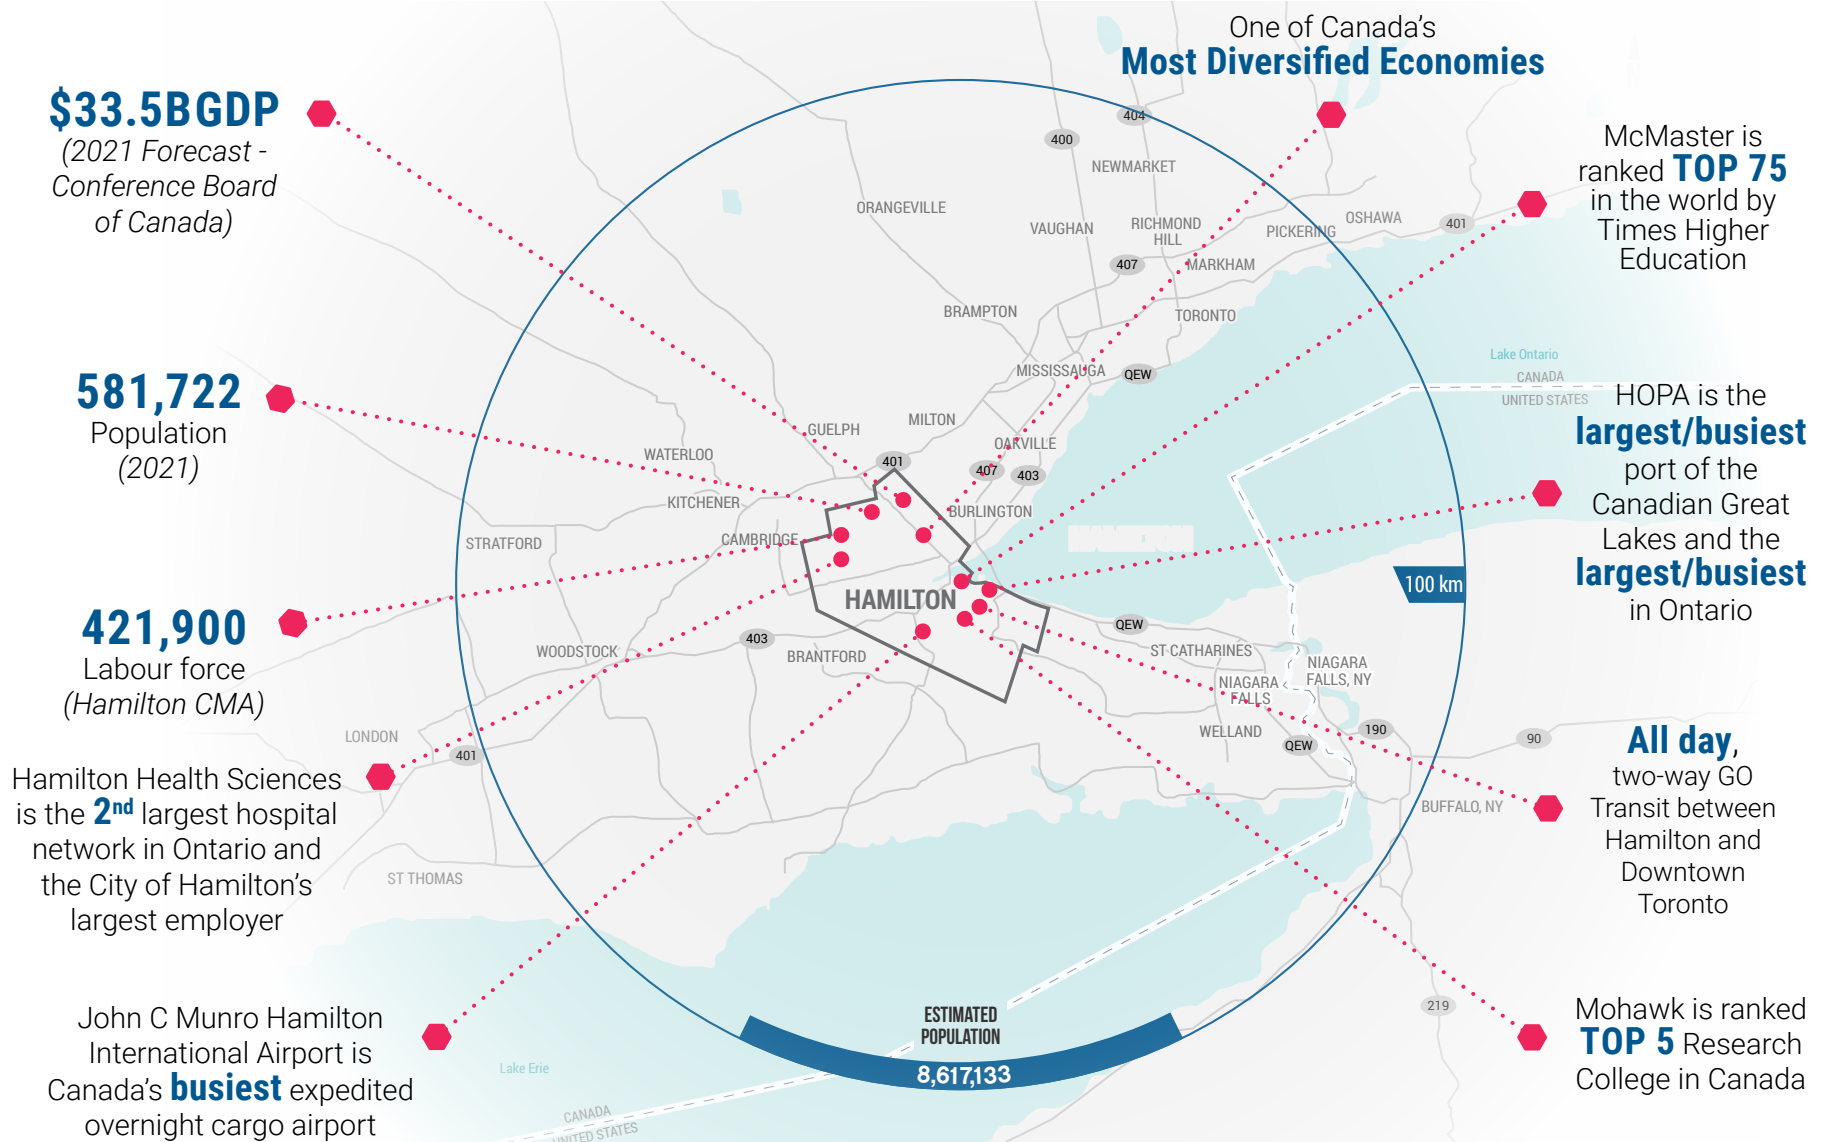 One of Canada's
Most Diversified Economies
$33.5BGDP
(2021 Forecast -
Conference Board
of Canada)
McMaster is
ranked TOP 75
in the world by
Times Higher
Education
581,722
Population
(2021)
HOPA is the
largest/busiest
port of the
Canadian Great
Lakes and the
largest/busiest
in Ontario
421,900
Labour force
(Hamilton CMA)
Hamilton Health Sciences
is the 2nd largest hospital
network in Ontario and
the City of Hamilton's
largest employer
All day,
two-way GO
Transit between
Hamilton and
Downtown
Toronto
John C Munro Hamilton
International Airport is
Canada's busiest expedited
overnight cargo airport
Mohawk is ranked
TOP 5 Research
College in Canada
404
400
NEWMARKET
ORANGEVILLE
VAUGHAN
RICHMOND
HILL
PICKERING
OSHAWA
401
407
MARKHAM
BRAMPTON
TORONTO
Lake Ontario
CANADA
UNITED STATES
MISSISSAUGA
QEW
MILTON
GUELPH
OAKVILLE
WATERLOO
401
407
403
KITCHENER
BURLINGTON
STRATFORD
CAMBRIDGE
HAMILTON
100 km
QEW
403
WOODSTOCK
BRANTFORD
ST CATHARINES
NIAGARA
FALLS, NY
NIAGARA
FALLS
WELLAND
QEW
190
90
LONDON
401
BUFFALO, NY
ST THOMAS
219
ESTIMATED
POPULATION
8,617,133
Lake Erie
CANADA
UNITED STATES